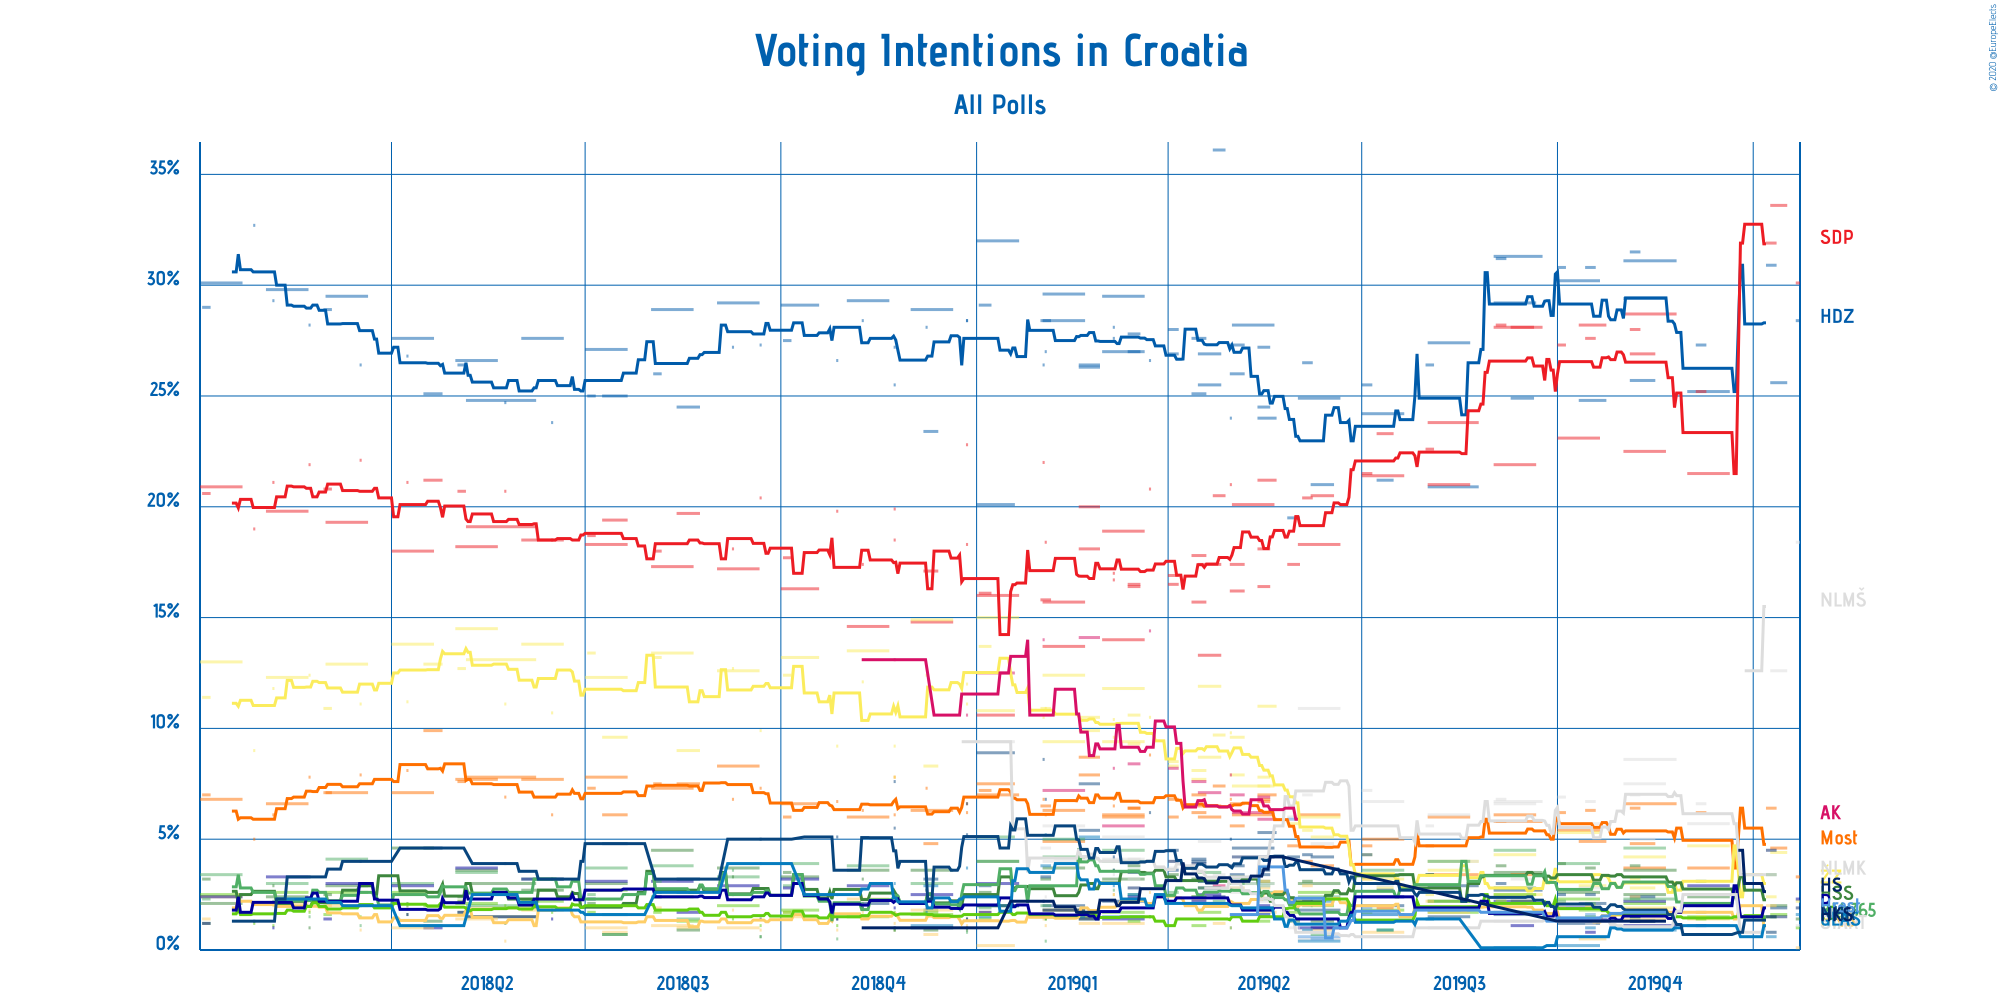 © 2020 @EuropeElects
Voting Intentions in Croatia
All Polls
35%
30%
25%
20%
15%
10%
5%
0%
SDP
HDZ
NLMŠ
AK
Most
NLMK
HS
2018Q2
2018Q3
2018Q4
2019Q1
2019Q2
2019Q3
2019Q4